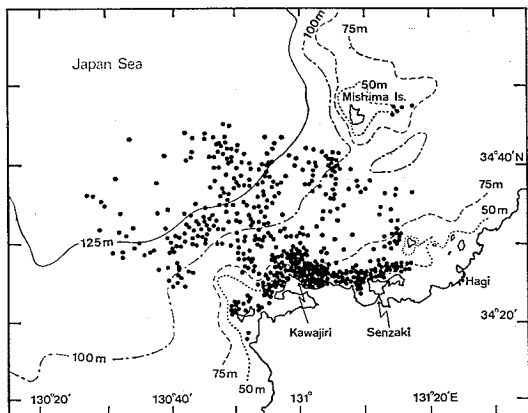 100m
75m
Japan Sea
50m
Mishima Is.
34°40'N
75m
50m
125m
Hagi
34°20'
Kawajiri
Senzaki
100m
75m
50m
130°20'
130°40'
131°
131°20'E